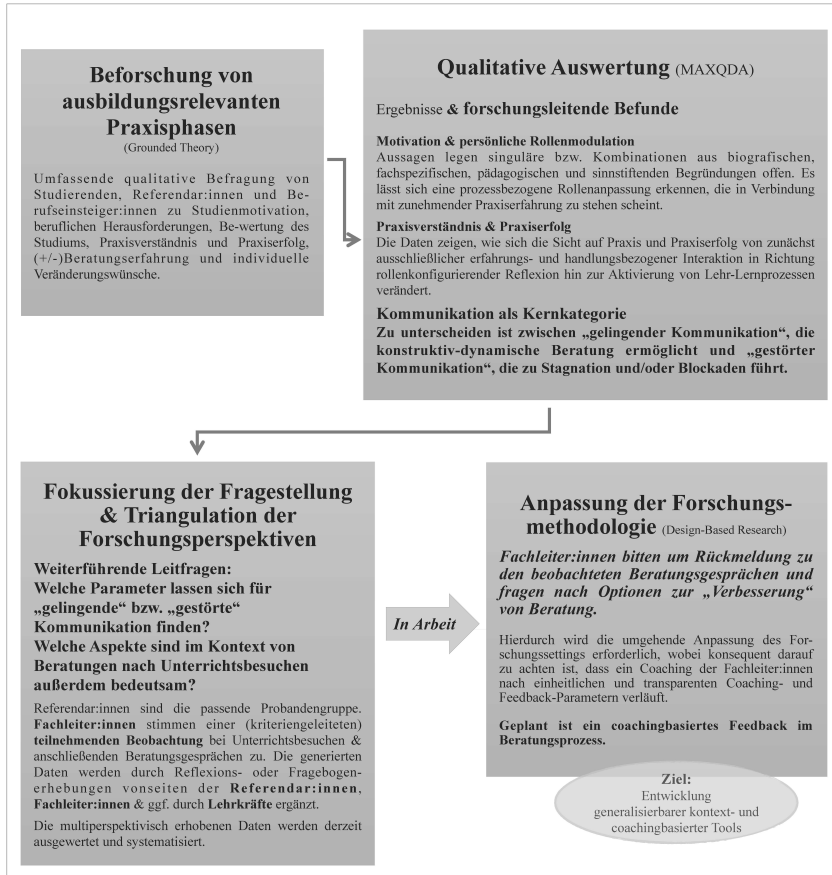 Beforschung von
ausbildungsrelevanten
Praxisphasen
(Grounded Theory)
Umfassende qualitative Befragung von
Studierenden, Referendar:innen und Be-
rufseinsteiger:innen zu Studienmotivation,
beruflichen Herausforderungen, Be-wertung des
Studiums, Praxisverständnis und Praxiserfolg,
(+/-)Beratungserfahrung und individuelle
Veränderungswünsche.
Qualitative Auswertung (MAXQDA)
Ergebnisse & forschungsleitende Befunde
Motivation & persönliche Rollenmodulation
Aussagen legen singuläre bzw. Kombinationen aus biografischen,
fachspezifischen, pädagogischen und sinnstiftenden Begründungen offen. Es
lässt sich eine prozessbezogene Rollenanpassung erkennen, die in Verbindung
mit zunehmender Praxiserfahrung zu stehen scheint.
Praxisverständnis & Praxiserfolg
Die Daten zeigen, wie sich die Sicht auf Praxis und Praxiserfolg von zunächst
ausschließlicher erfahrungs- und handlungsbezogener Interaktion in Richtung
rollenkonfigurierender Reflexion hin zur Aktivierung von Lehr-Lernprozessen
verändert.
Kommunikation als Kernkategorie
Zu unterscheiden ist zwischen „gelingender Kommunikation“, die
konstruktiv-dynamische Beratung ermöglicht und „gestörter
Kommunikation“, die zu Stagnation und/oder Blockaden führt.
Fokussierung der Fragestellung
& Triangulation der
Forschungsperspektiven
Weiterführende Leitfragen:
Welche Parameter lassen sich für
„gelingende“ bzw. „gestörte“
Kommunikation finden?
Welche Aspekte sind im Kontext von
Beratungen nach Unterrichtsbesuchen
außerdem bedeutsam?
Referendar:innen sind die passende Probandengruppe.
Fachleiter:innen stimmen einer (kriteriengeleiteten)
teilnehmenden Beobachtung bei Unterrichtsbesuchen &
anschließenden Beratungsgesprächen zu. Die generierten
Daten werden durch Reflexions- oder Fragebogen-
erhebungen vonseiten der Referendar:innen,
Fachleiter:innen & ggf. durch Lehrkräfte ergänzt.
Die multiperspektivisch erhobenen Daten werden derzeit
ausgewertet und systematisiert.
In Arbeit
Anpassung der Forschungs-
methodologie (Design-Based Research)
Fachleiter:innen bitten um Rückmeldung zu
den beobachteten Beratungsgesprächen und
fragen nach Optionen zur „Verbesserung“
von Beratung.
Hierdurch wird die umgehende Anpassung des For-
schungssettings erforderlich, wobei konsequent darauf
zu achten ist, dass ein Coaching der Fachleiter:innen
nach einheitlichen und transparenten Coaching- und
Feedback-Parametern verläuft.
Geplant ist ein coachingbasiertes Feedback im
Beratungsprozess.
Ziel:
Entwicklung
generalisierbarer kontext- und
coachingbasierter Tools